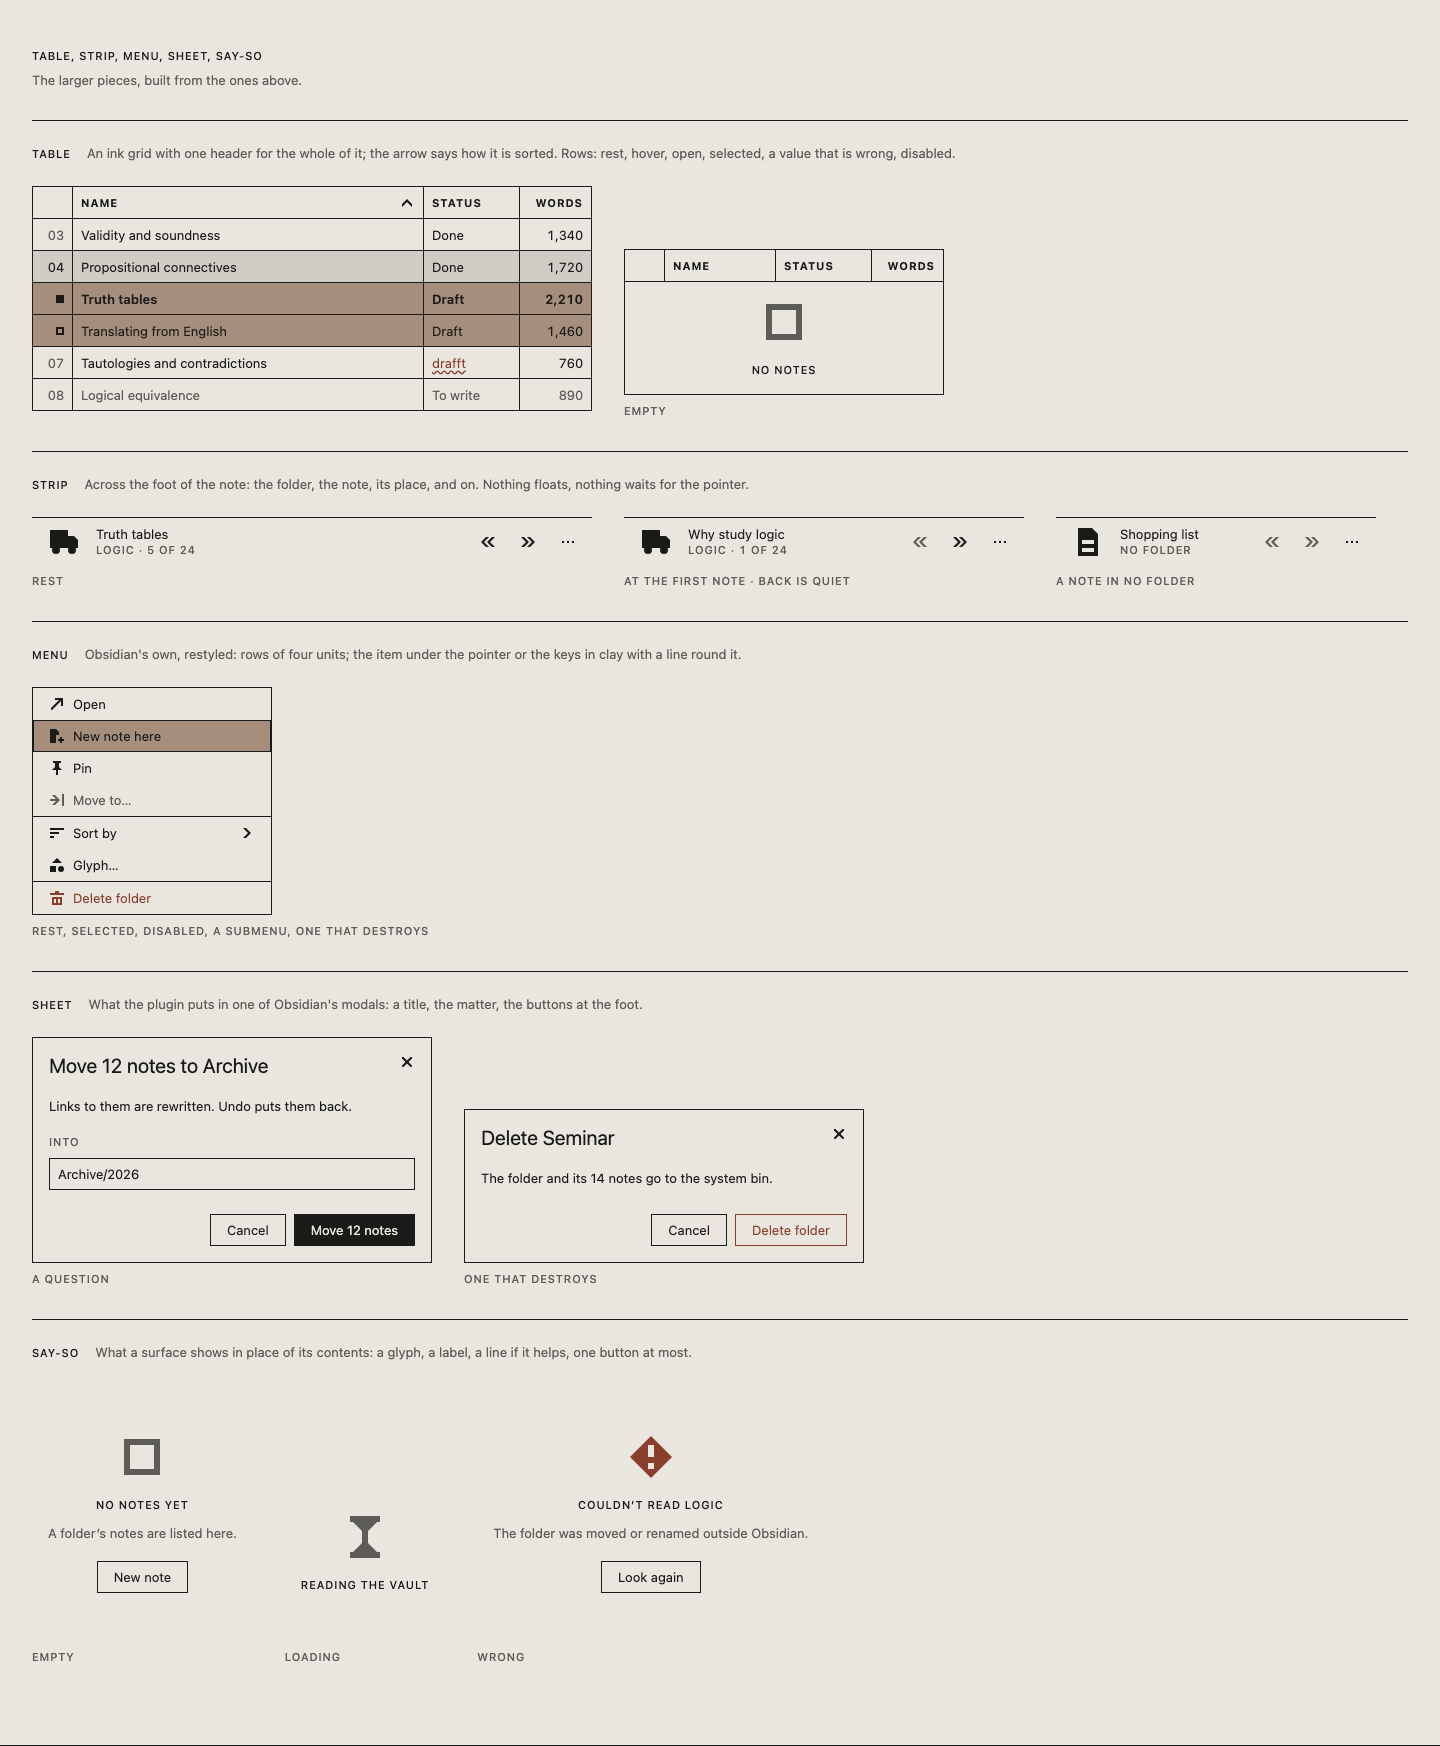 TABLE, STRIP, MENU, SHEET, SAY-SO
The larger pieces, built from the ones above.
TABLE An ink grid with one header for the whole of it; the arrow says how it is sorted. Rows: rest, hover, open, selected, a value that is wrong, disabled.
NAME STATUS WORDS
03 Validity and soundness Done 1,340
04 Propositional connectives Done 1,720
Truth tables Draft 2,210
Translating from English Draft 1,460
07 Tautologies and contradictions drafft 760
08 Logical equivalence To write 890
NAME STATUS WORDS
NO NOTES
EMPTY
STRIP Across the foot of the note: the folder, the note, its place, and on. Nothing floats, nothing waits for the pointer.
Truth tables
LOGIC · 5 OF 24
REST
Why study logic
LOGIC · 1 OF 24
AT THE FIRST NOTE · BACK IS QUIET
Shopping list
NO FOLDER
A NOTE IN NO FOLDER
MENU Obsidian's own, restyled: rows of four units; the item under the pointer or the keys in clay with a line round it.
Open
New note here
Pin
Move to...
Sort by
Glyph...
Delete folder
REST, SELECTED, DISABLED, A SUBMENU, ONE THAT DESTROYS
SHEET What the plugin puts in one of Obsidian's modals: a title, the matter, the buttons at the foot.
Move 12 notes to Archive
Links to them are rewritten. Undo puts them back.
INTO
Archive/2026
Cancel Move 12 notes
A QUESTION
Delete Seminar
The folder and its 14 notes go to the system bin.
Cancel Delete folder
ONE THAT DESTROYS
SAY-SO What a surface shows in place of its contents: a glyph, a label, a line if it helps, one button at most.
NO NOTES YET
A folder’s notes are listed here.
New note
EMPTY
READING THE VAULT
LOADING
COULDN’T READ LOGIC
The folder was moved or renamed outside Obsidian.
Look again
WRONG